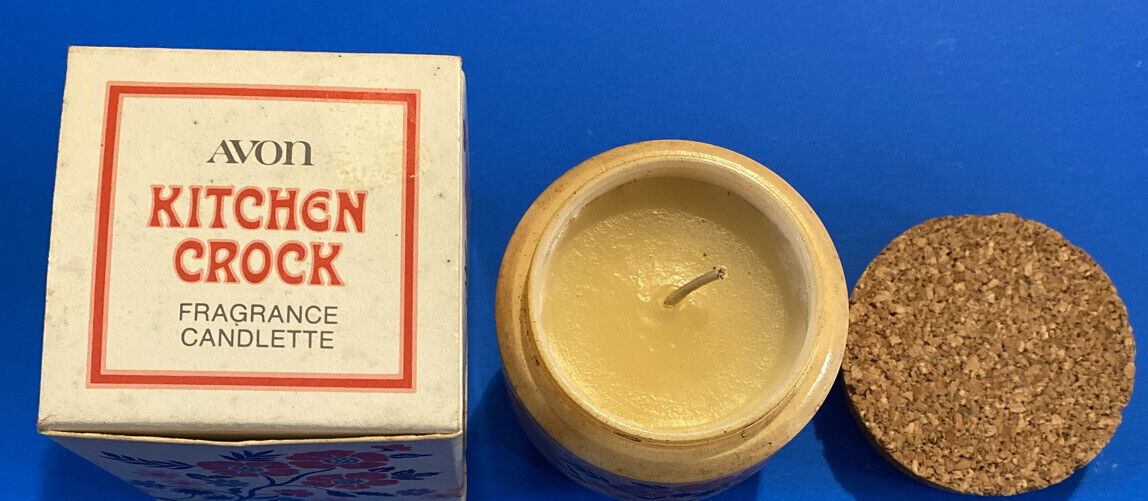 AVON
KITCHEN
CROCK
FRAGRANCE
CANDLETTE